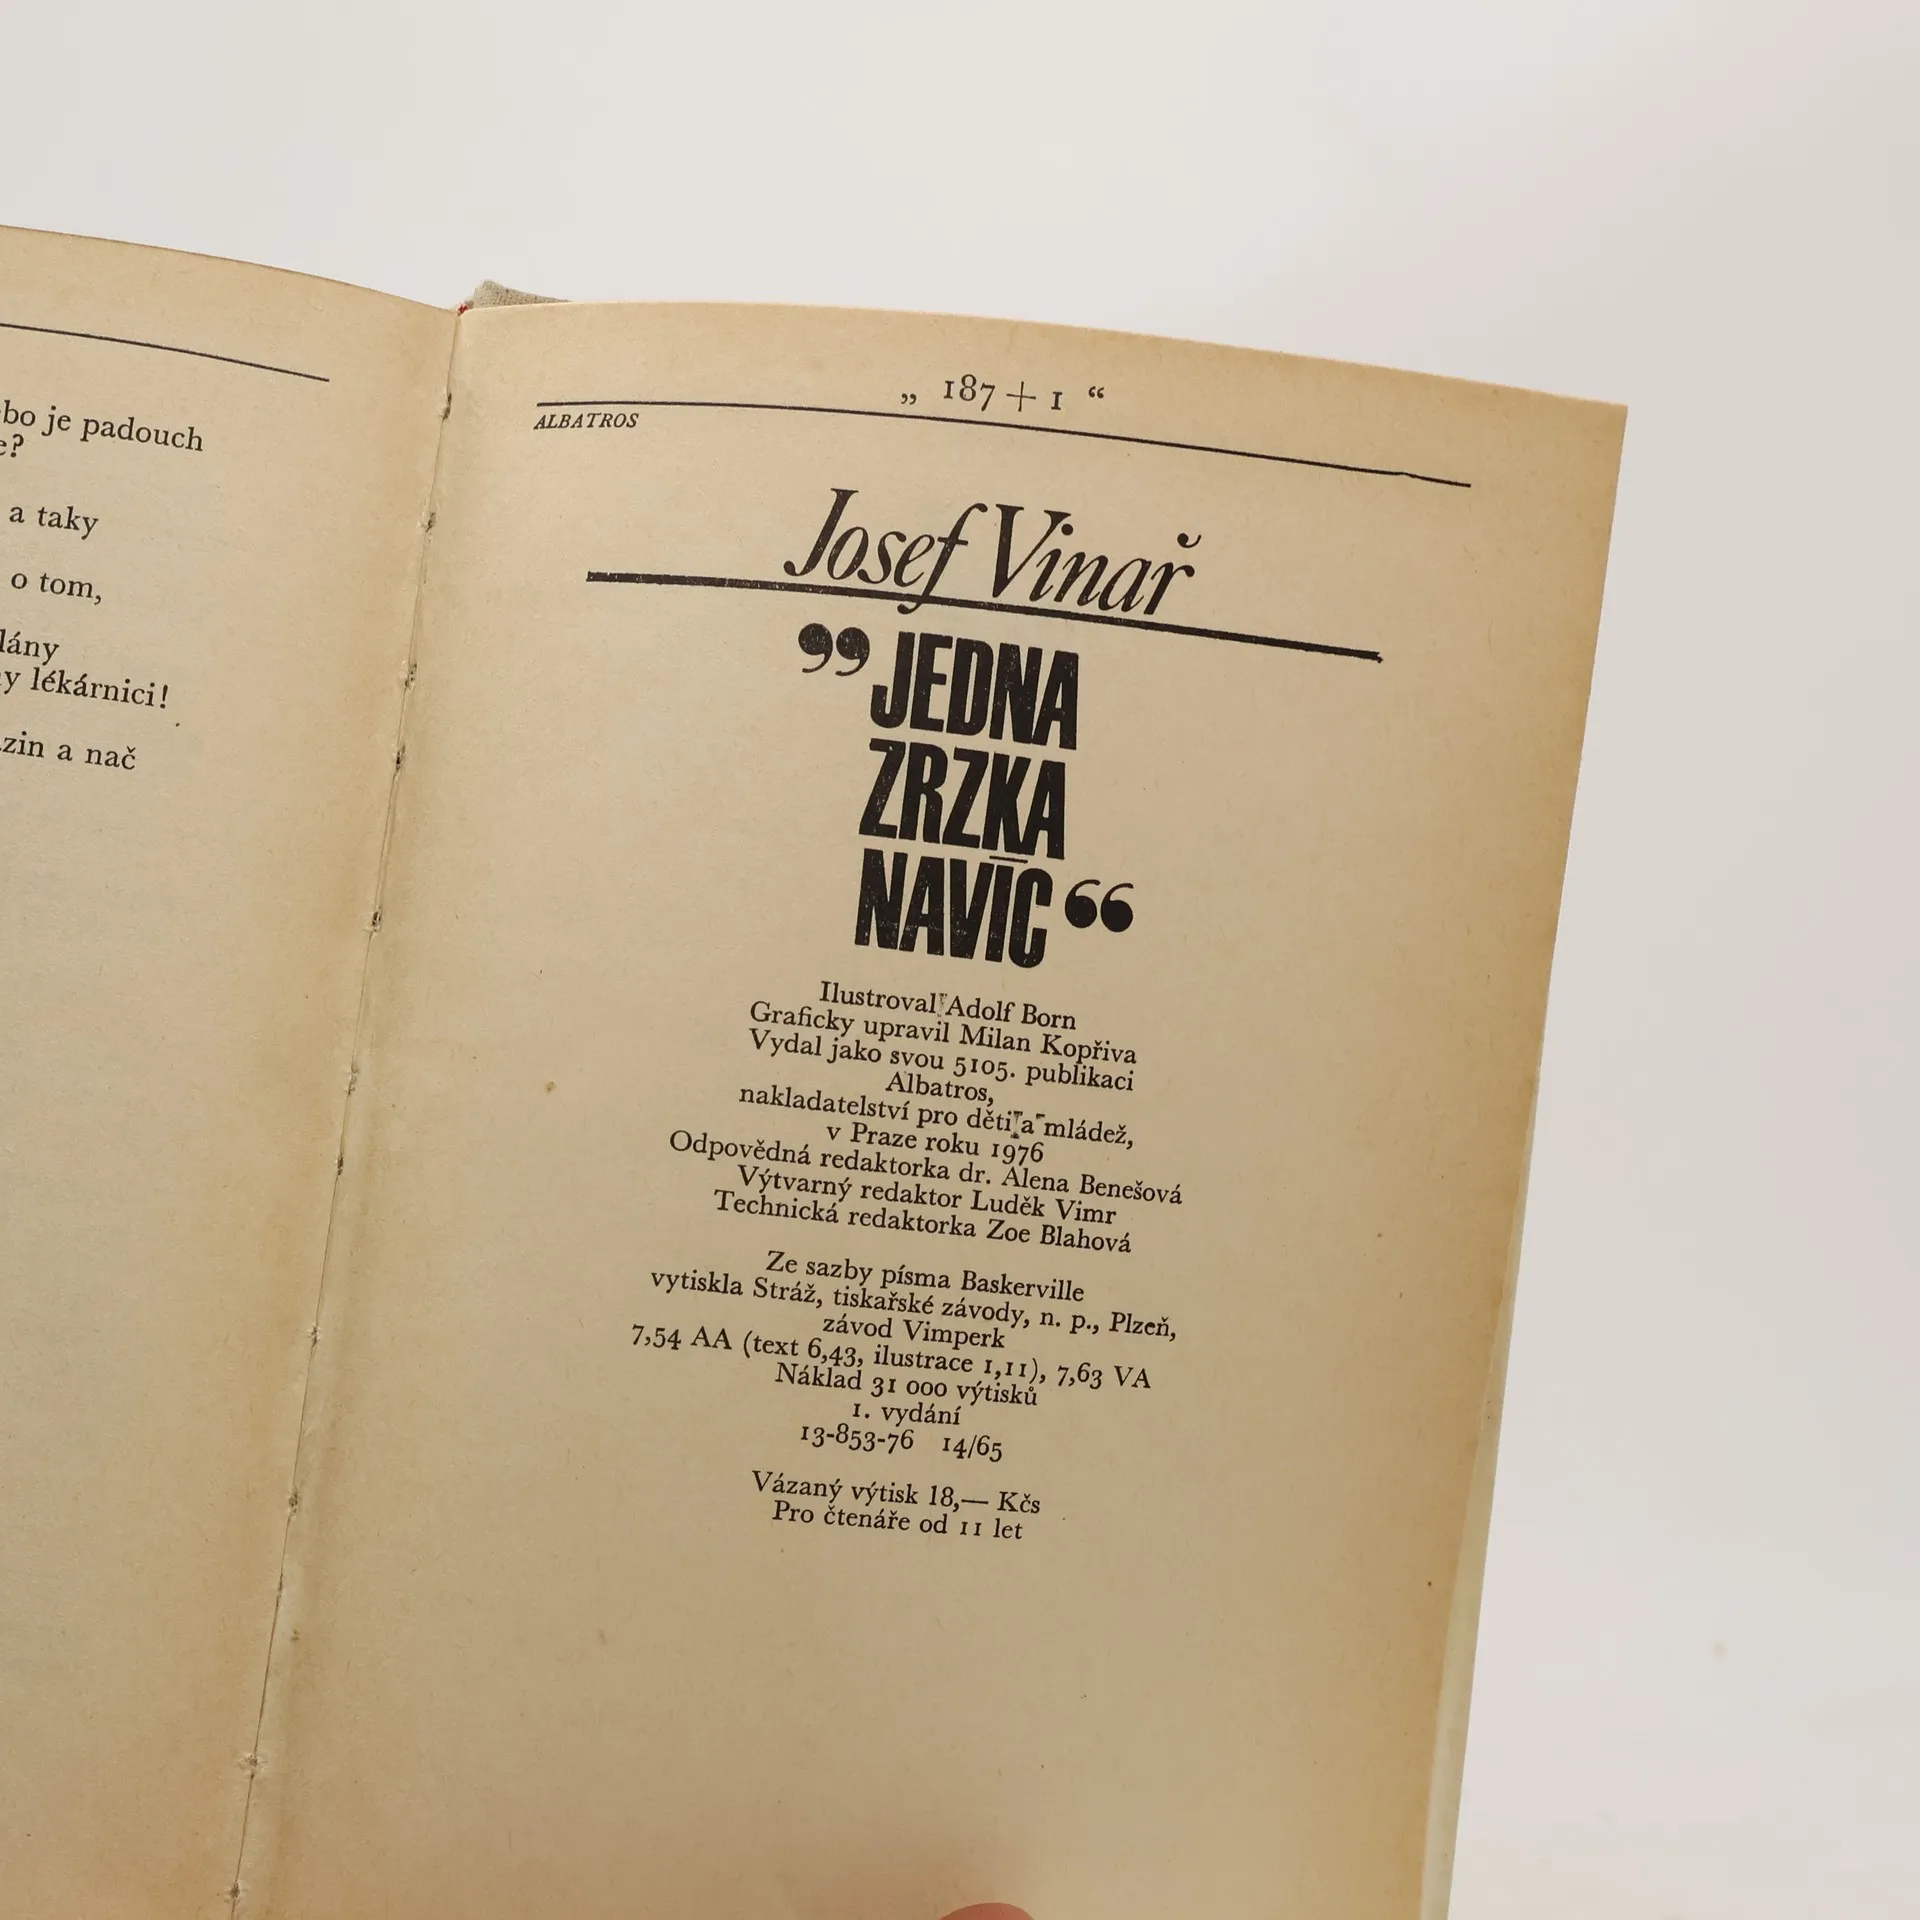 je padouch
a taky
o tom,
lékárnici!
a nač
„ 187+1 “
ALBATROS
Josef Vinař
”JEDNA
ZRZKA
NAVÍC“
Ilustroval Adolf Born
Graficky upravil Milan Kopřiva
Vydal jako svou 5105. publikaci
Albatros,
nakladatelství pro děti a mládež,
v Praze roku 1976
Odpovědná redaktorka dr. Alena Benešová
Výtvarný redaktor Luděk Vimr
Technická redaktorka Zoe Blahová
Ze sazby písma Baskerville
vytiskla Stráž, tiskařské závody, n. p., Plzeň,
závod Vimperk
7,54 AA (text 6,43, ilustrace 1,11), 7,63 VA
Náklad 31 000 výtisků
1. vydání
13-853-76 14/65
Vázaný výtisk 18,— Kčs
Pro čtenáře od 11 let